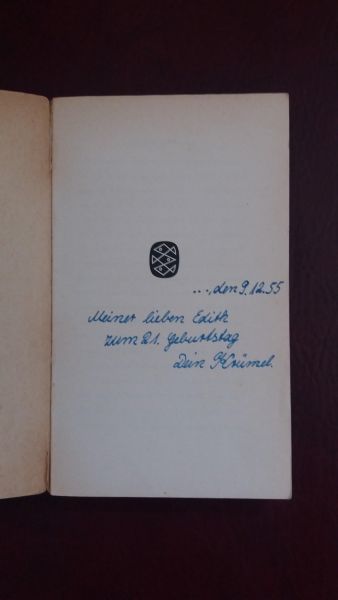 ..., den 9.12.55
Meiner lieben Edith
zum 21. Geburtstag
Dein Krümel.